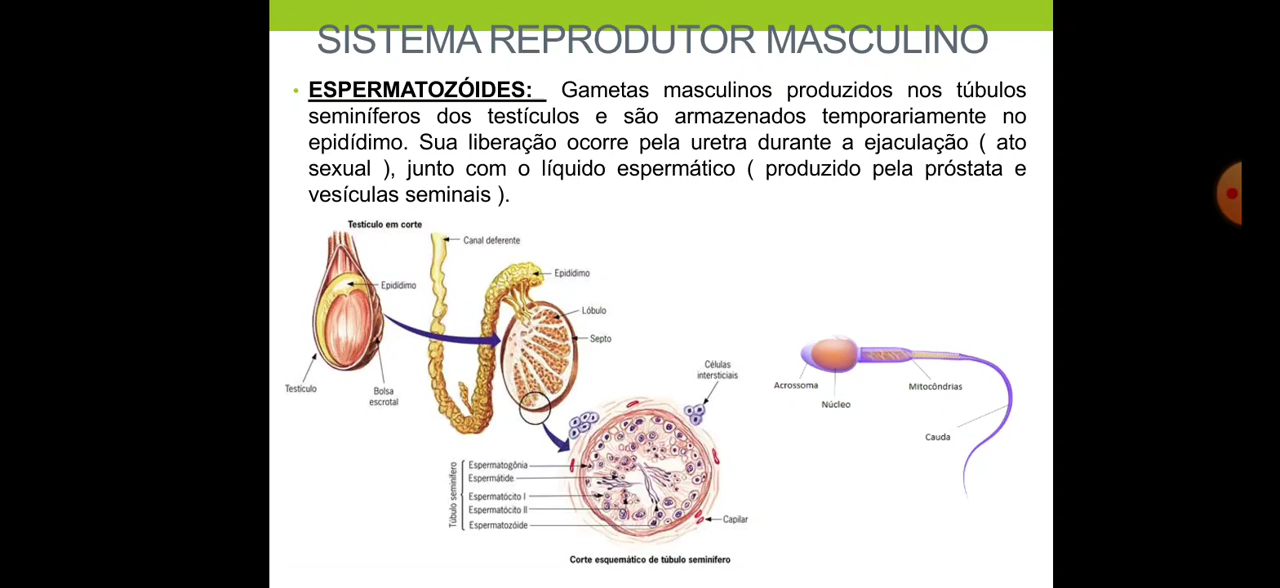 SISTEMA REPRODUTOR MASCULINO
• ESPERMATOZÓIDES: Gametas masculinos produzidos nos túbulos
seminíferos dos testículos e são armazenados temporariamente no
epidídimo. Sua liberação ocorre pela uretra durante a ejaculação ( ato
sexual ), junto com o líquido espermático ( produzido pela próstata e
vesículas seminais ).
Testículo em corte
Epidídimo
Testículo
Bolsa
escrotal
Canal deferente
Epidídimo
Lóbulo
Septo
Células
intersticiais
Túbulo seminífero
Espermatogônia
Espermátide
Espermatócito I
Espermatócito II
Espermatozóide
Capilar
Corte esquemático de túbulo seminífero
Acrossoma
Núcleo
Mitocôndrias
Cauda